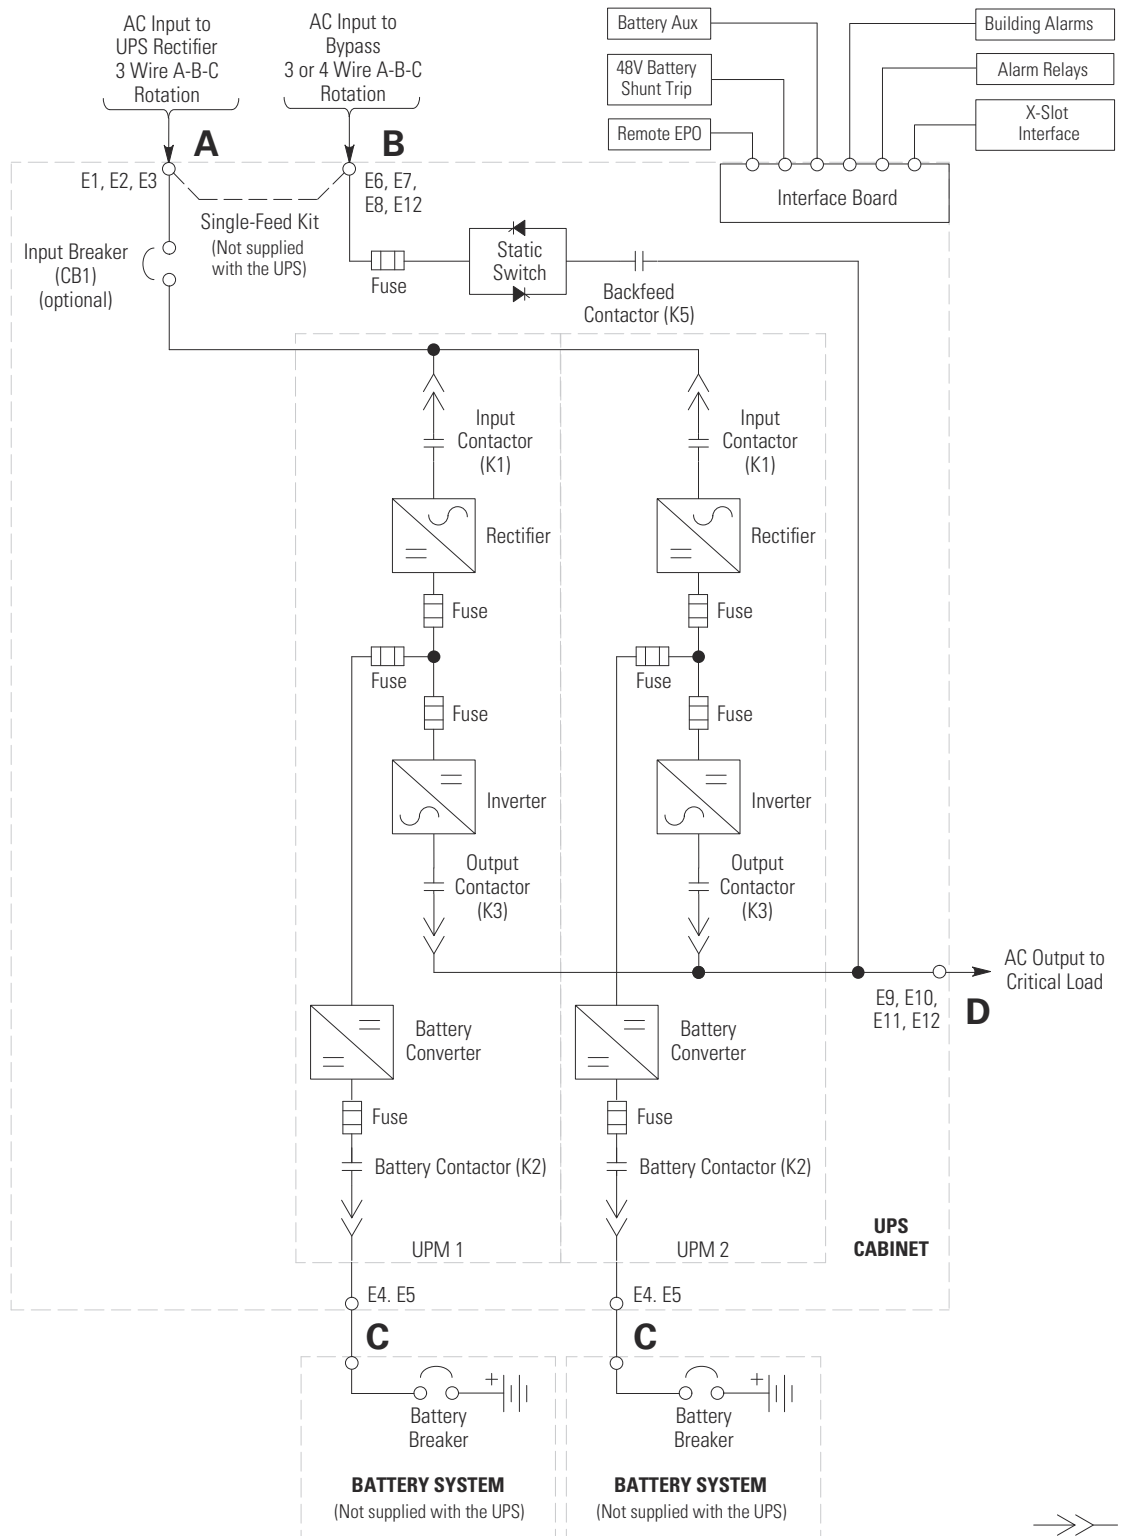 AC Input to
UPS Rectifier
3 Wire A-B-C
Rotation
AC Input to
Bypass
3 or 4 Wire A-B-C
Rotation
Battery Aux
48V Battery
Shunt Trip
Remote EPO
Building Alarms
Alarm Relays
X-Slot
Interface
A
B
E1, E2, E3
E6, E7,
E8, E12
Interface Board
Single-Feed Kit
(Not supplied
with the UPS)
Input Breaker
(CB1)
(optional)
Fuse
Static
Switch
Backfeed
Contactor (K5)
Input
Contactor
(K1)
Input
Contactor
(K1)
Rectifier
Rectifier
Fuse
Fuse
Fuse
Fuse
Fuse
Fuse
Inverter
Inverter
Output
Contactor
(K3)
Output
Contactor
(K3)
AC Output to
Critical Load
E9, E10,
E11, E12
D
Battery
Converter
Battery
Converter
Fuse
Fuse
Battery Contactor (K2)
Battery Contactor (K2)
UPS
CABINET
UPM 1
UPM 2
E4. E5
E4. E5
C
C
+
+
Battery
Breaker
Battery
Breaker
BATTERY SYSTEM
(Not supplied with the UPS)
BATTERY SYSTEM
(Not supplied with the UPS)